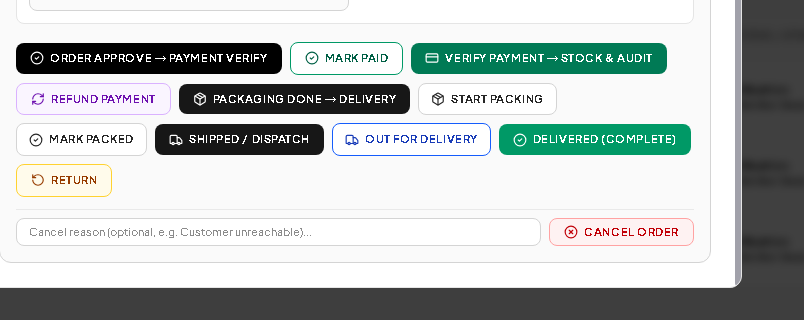 ORDER APPROVE → PAYMENT VERIFY MARK PAID VERIFY PAYMENT → STOCK & AUDIT
REFUND PAYMENT PACKAGING DONE → DELIVERY START PACKING
MARK PACKED SHIPPED / DISPATCH OUT FOR DELIVERY DELIVERED (COMPLETE)
RETURN
Cancel reason (optional, e.g. Customer unreachable)... CANCEL ORDER